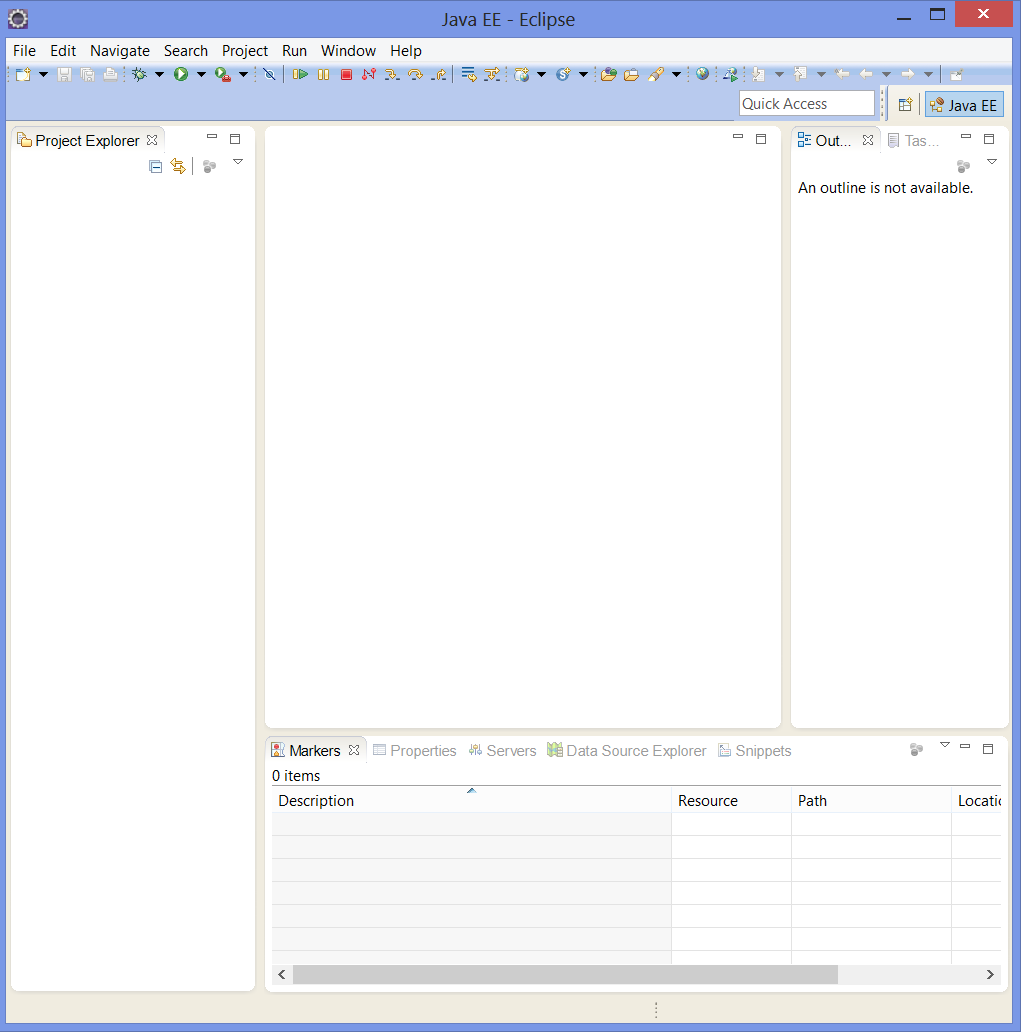 Java EE - Eclipse
File Edit Navigate Search Project Run Window Help
Quick Access
Java EE
Project Explorer
Out...
Tas...
An outline is not available.
Markers Properties Servers Data Source Explorer Snippets
0 items
Description Resource Path Locatio